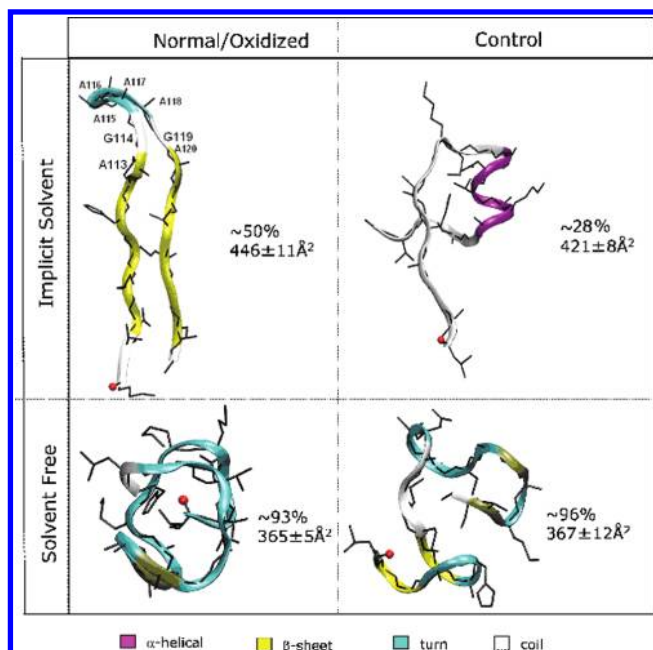 Normal/Oxidized
Control
Implicit Solvent
A116
A117
A115
A118
G114
G119
A120
A113
~50%
446±11Å²
~28%
421±8Å²
Solvent Free
~93%
365±5Å²
~96%
367±12Å²
α-helical
β-sheet
turn
coil